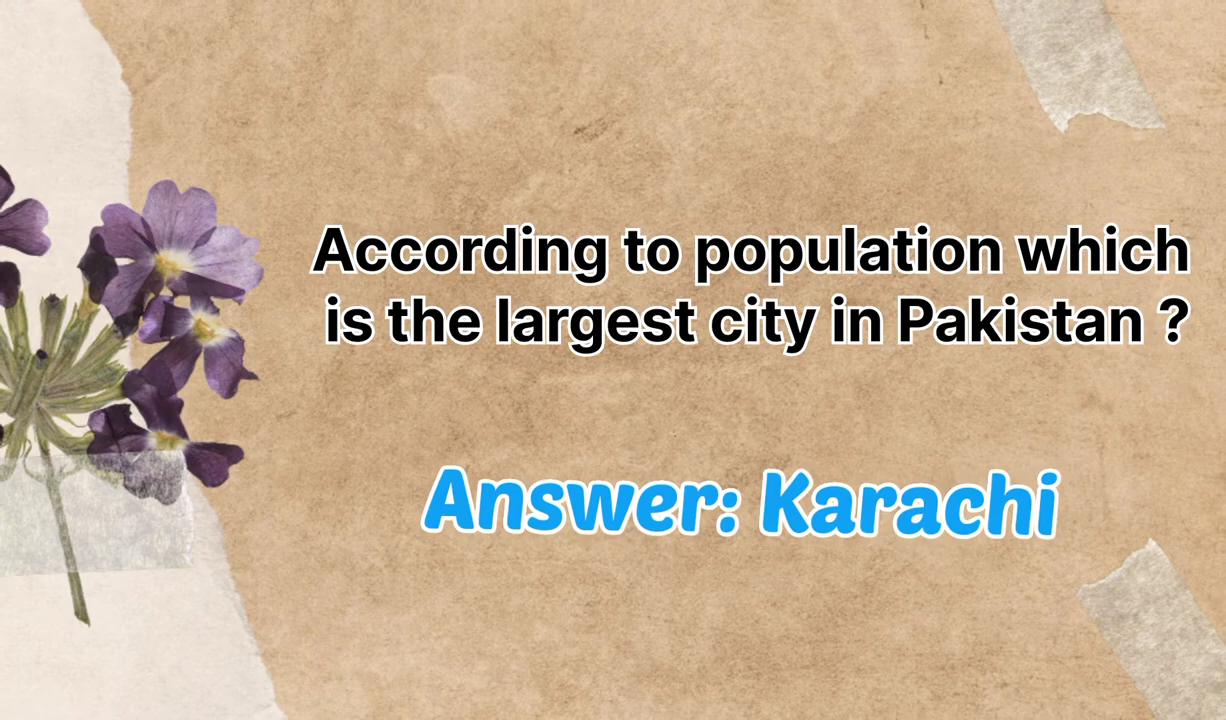 According to population which
is the largest city in Pakistan ?
Answer: Karachi